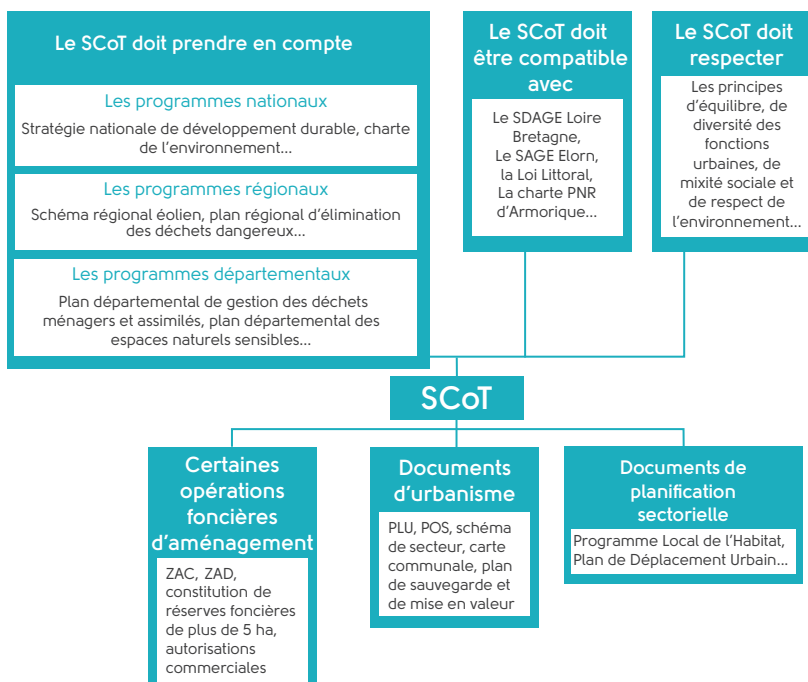 Le SCoT doit prendre en compte
Les programmes nationaux
Stratégie nationale de développement durable, charte
de l'environnement...
Les programmes régionaux
Schéma régional éolien, plan régional d'élimination
des déchets dangereux...
Les programmes départementaux
Plan départemental de gestion des déchets
ménagers et assimilés, plan départemental des
espaces naturels sensibles...
Le SCoT doit
être compatible
avec
Le SDAGE Loire
Bretagne,
Le SAGE Elorn,
la Loi Littoral,
La charte PNR
d'Armorique...
Le SCoT doit
respecter
Les principes
d'équilibre, de
diversité des
fonctions
urbaines, de
mixité sociale et
de respect de
l'environnement...
SCoT
Certaines
opérations
foncières
d'aménagement
ZAC, ZAD,
constitution de
réserves foncières
de plus de 5 ha,
autorisations
commerciales
Documents
d'urbanisme
PLU, POS, schéma
de secteur, carte
communale, plan
de sauvegarde et
de mise en valeur
Documents de
planification
sectorielle
Programme Local de l'Habitat,
Plan de Déplacement Urbain...